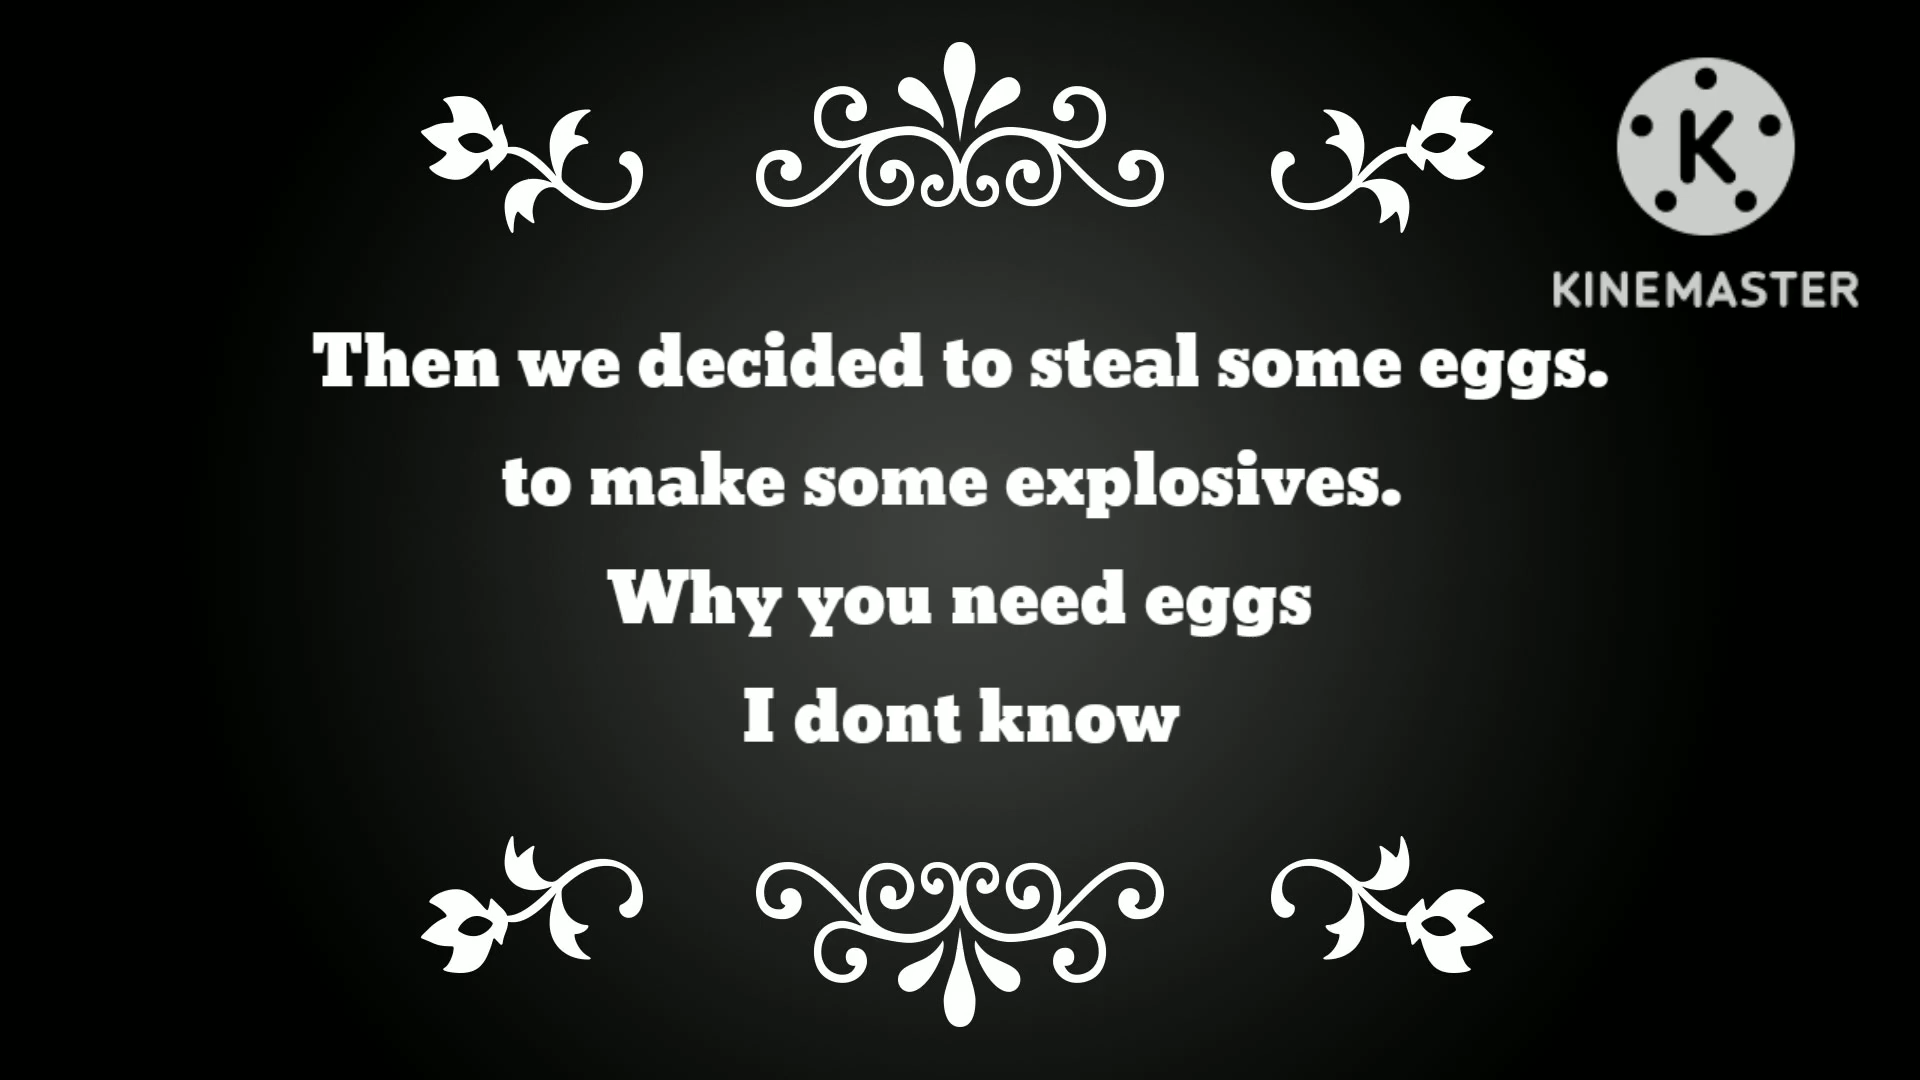 KINEMASTER
Then we decided to steal some eggs.
to make some explosives.
Why you need eggs
I dont know